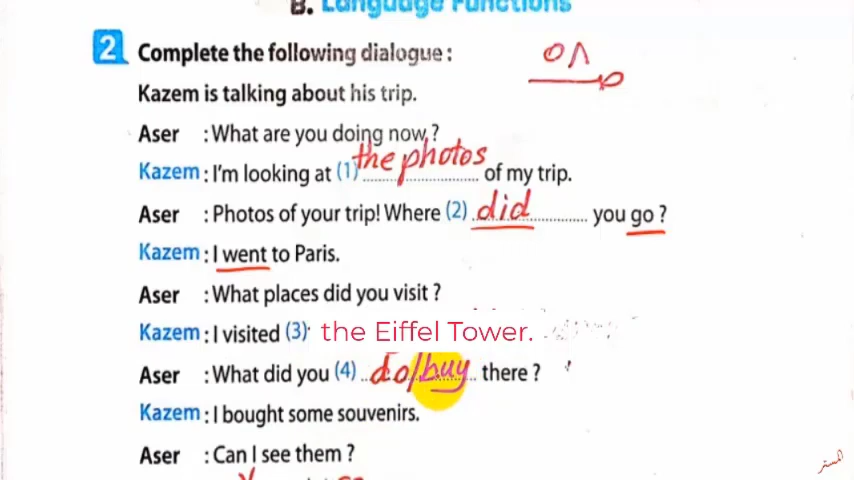 B. Language Functions
2 Complete the following dialogue :
٥٨
Kazem is talking about his trip.
Aser : What are you doing now ?
Kazem : I'm looking at (1) the photos of my trip.
Aser : Photos of your trip! Where (2) did you go ?
Kazem : I went to Paris.
Aser : What places did you visit ?
Kazem : I visited (3) the Eiffel Tower.
Aser : What did you (4) do/buy there ?
Kazem : I bought some souvenirs.
Aser : Can I see them ?